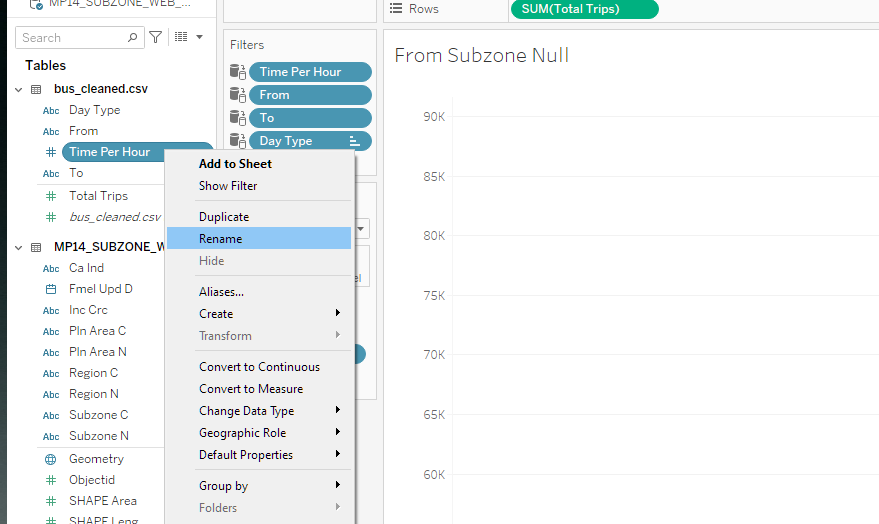 MP14_SUBZONE_WEB_...
Search
Tables
bus_cleaned.csv
Abc Day Type
Abc From
Time Per Hour
Abc To
Total Trips
bus_cleaned.csv
MP14_SUBZONE_W
Abc Ca Ind
Fmel Upd D
Abc Inc Crc
Abc Pln Area C
Abc Pln Area N
Abc Region C
Abc Region N
Abc Subzone C
Abc Subzone N
Geometry
Objectid
SHAPE Area
SHAPE Leng
Filters
Time Per Hour
From
To
Day Type
Add to Sheet
Show Filter
Duplicate
Rename
Hide
Aliases...
Create
Transform
Convert to Continuous
Convert to Measure
Change Data Type
Geographic Role
Default Properties
Group by
Folders
el
Rows
SUM(Total Trips)
From Subzone Null
90K
85K
80K
75K
70K
65K
60K